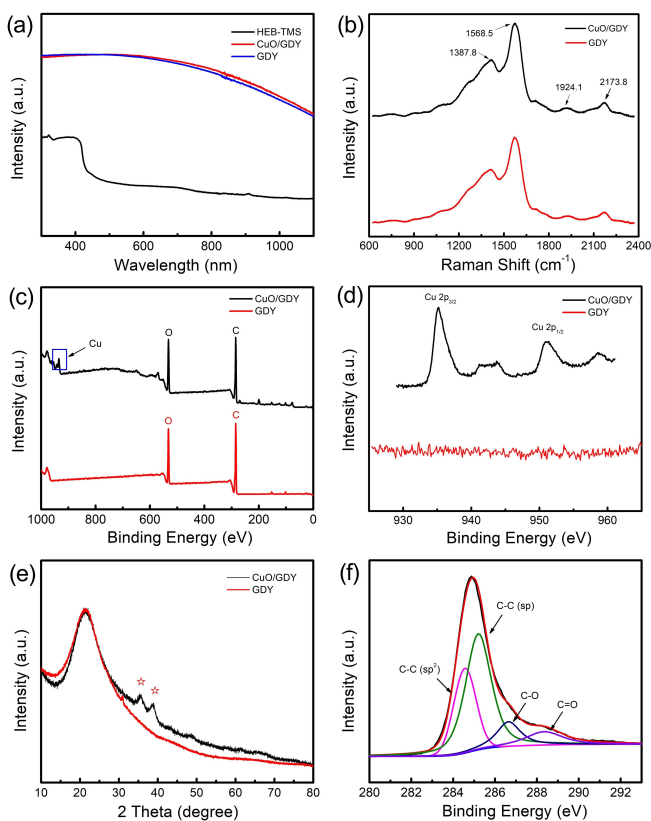 (a)
HEB-TMS
CuO/GDY
GDY
Intensity (a.u.)
400 600 800 1000
Wavelength (nm)
(b)
1568.5
1387.8
1924.1
2173.8
CuO/GDY
GDY
Intensity (a.u.)
600 900 1200 1500 1800 2100 2400
Raman Shift (cm⁻¹)
(c)
CuO/GDY
GDY
Cu
O
C
O
C
Intensity (a.u.)
1000 800 600 400 200 0
Binding Energy (eV)
(d)
Cu 2p₃/₂
CuO/GDY
GDY
Cu 2p₁/₂
Intensity (a.u.)
930 940 950 960
Binding Energy (eV)
(e)
CuO/GDY
GDY
Intensity (a.u.)
10 20 30 40 50 60 70 80
2 Theta (degree)
(f)
C-C (sp)
C-C (sp²)
C-O
C=O
Intensity (a.u.)
280 282 284 286 288 290 292
Binding Energy (eV)